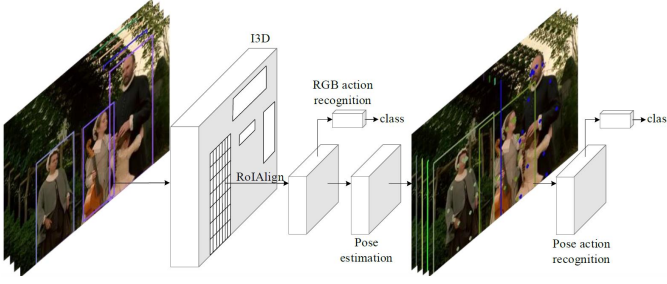 I3D
RGB action
recognition
class
RoIAlign
Pose
estimation
clas
Pose action
recognition